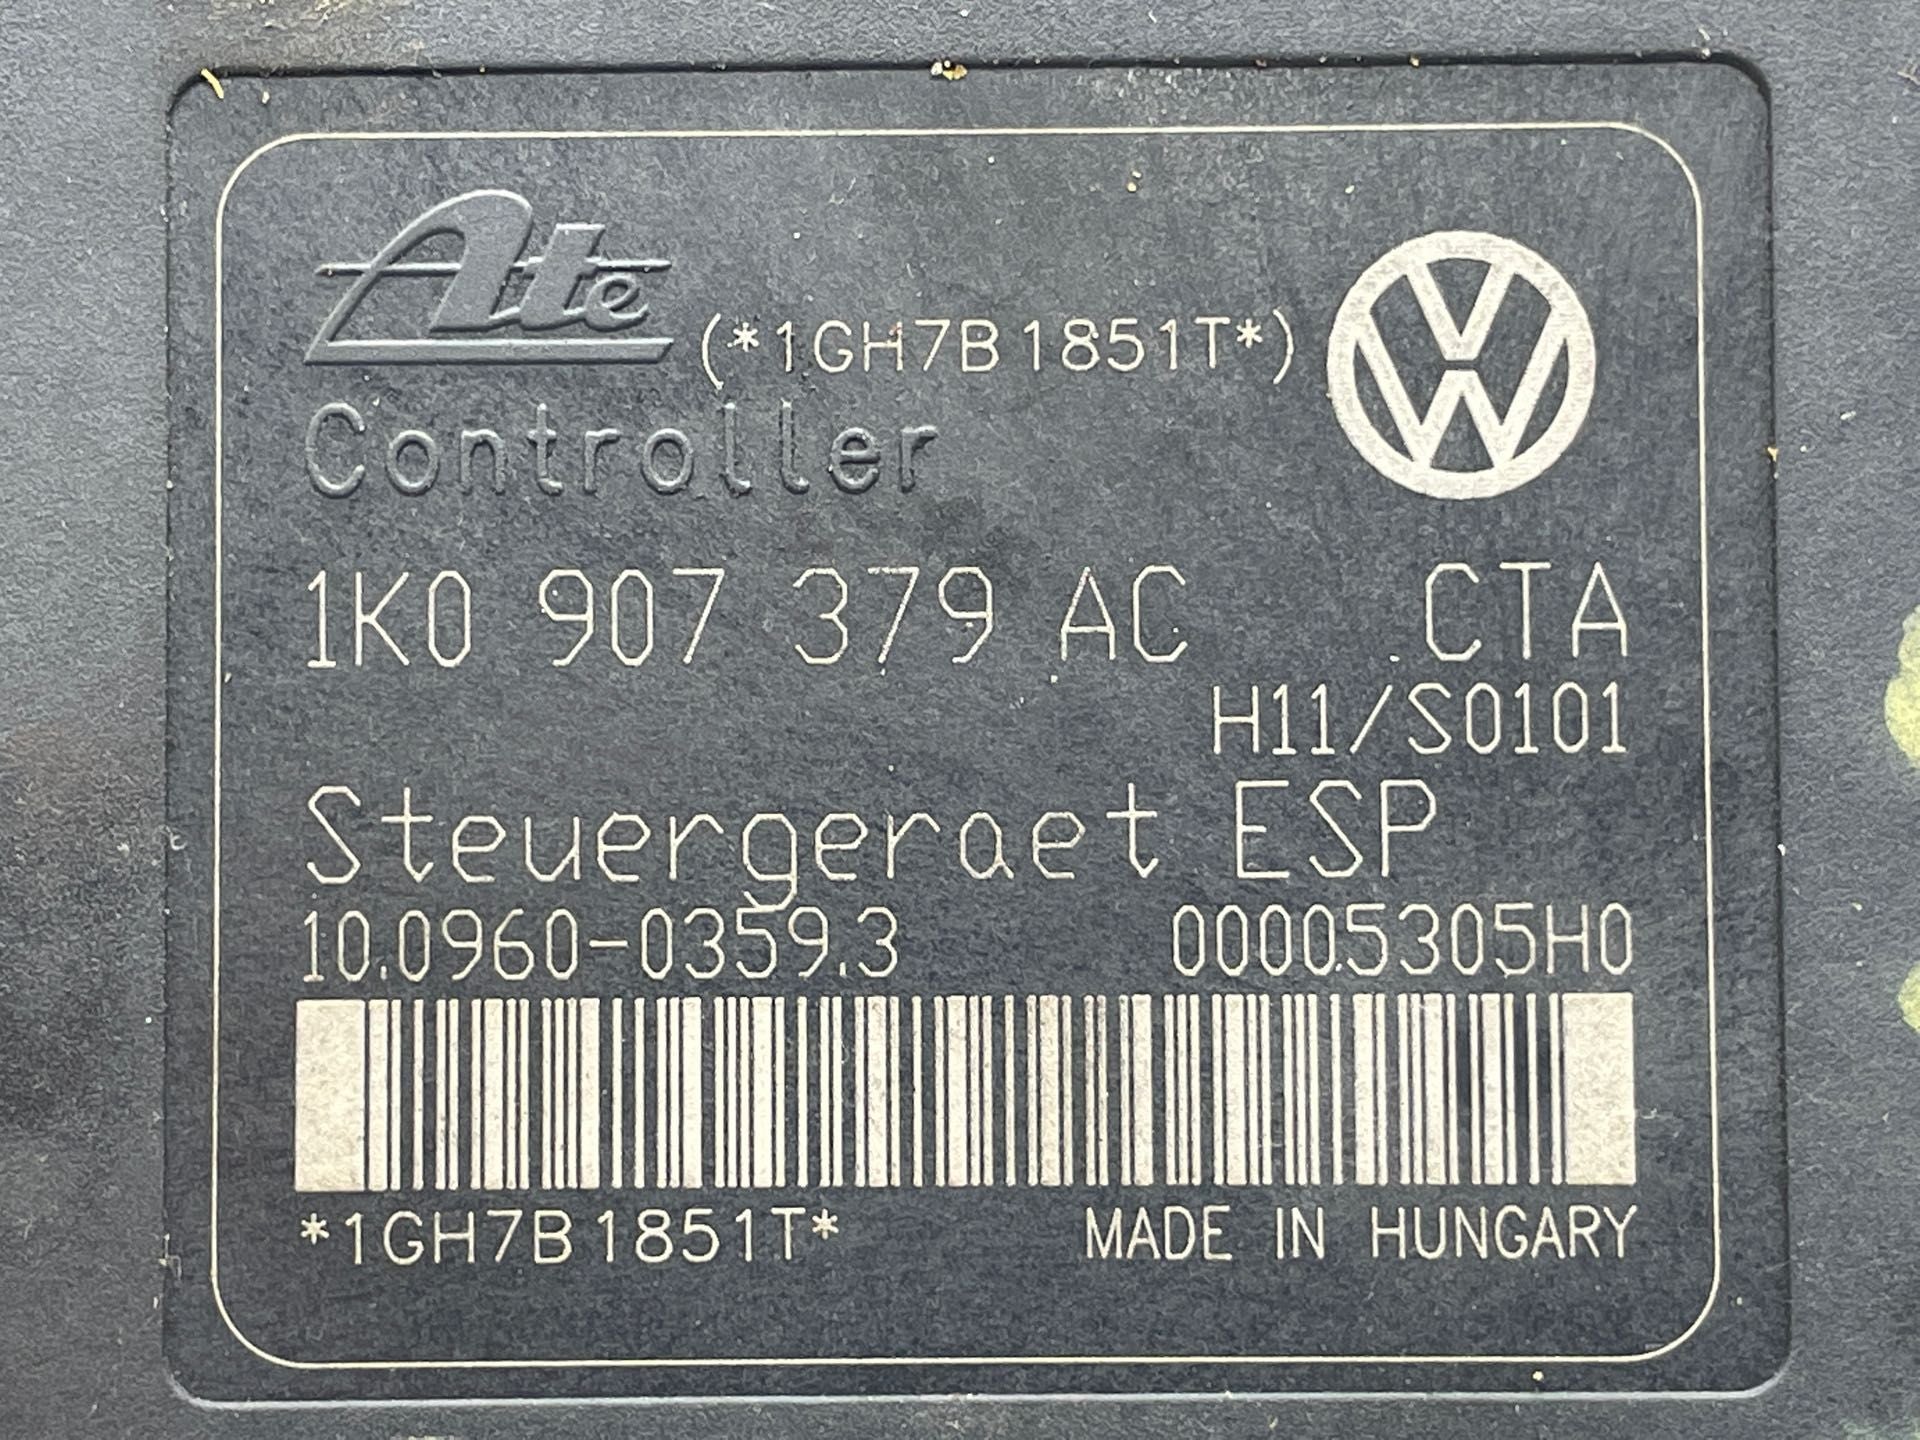 Ate (*1GH7B1851T*) VW
Controller
1K0 907 379 AC CTA
H11/S0101
Steuergeraet ESP
10.0960-0359.3 00005305H0
*1GH7B1851T* MADE IN HUNGARY